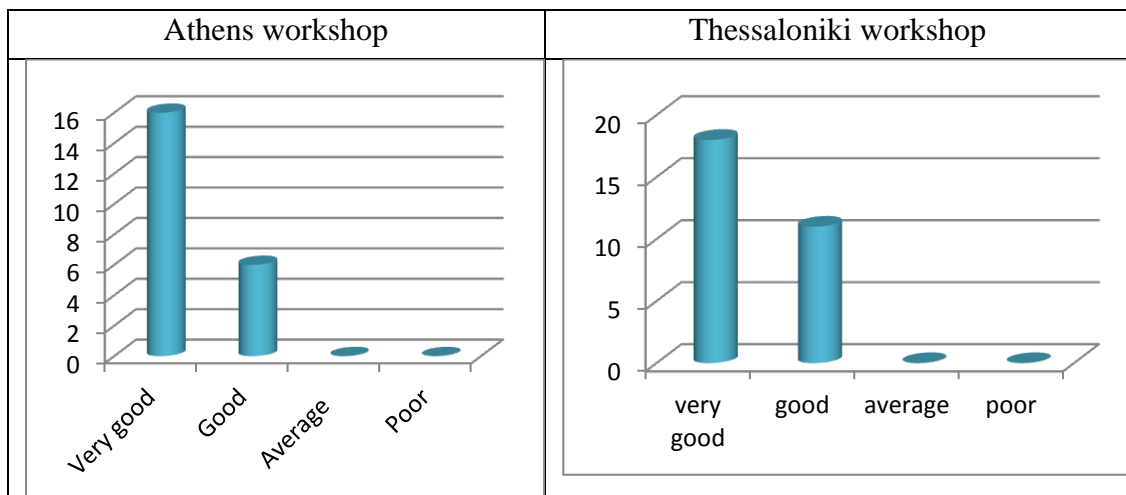 Athens workshop
Thessaloniki workshop
16
14
12
10
8
6
4
2
0
Very good
Good
Average
Poor
20
15
10
5
0
very
good
good
average
poor